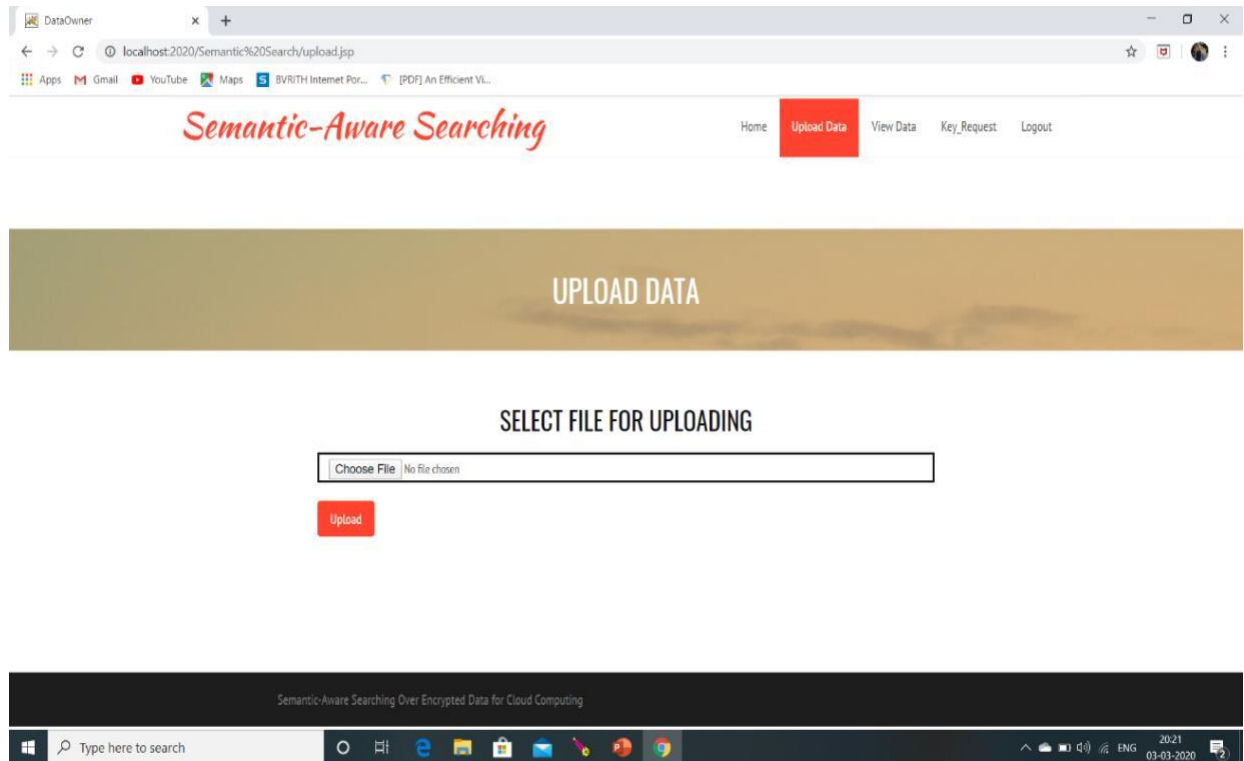 DataOwner
localhost:2020/Semantic%20Search/upload.jsp
Apps Gmail YouTube Maps BVRITH Internet Por... [PDF] An Efficient Vi...
Semantic-Aware Searching Home Upload Data View Data Key_Request Logout
UPLOAD DATA
SELECT FILE FOR UPLOADING
Choose File No file chosen
Upload
Semantic-Aware Searching Over Encrypted Data for Cloud Computing
Type here to search ENG 20:21
03-03-2020 2